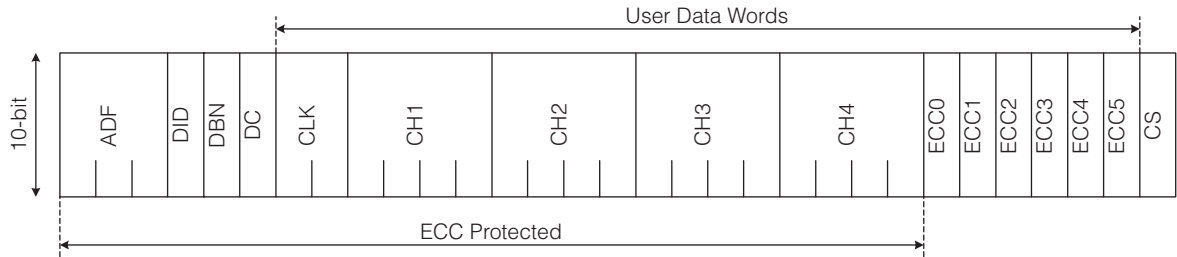 User Data Words
10-bit
ADF
DID
DBN
DC
CLK
CH1
CH2
CH3
CH4
ECC0
ECC1
ECC2
ECC3
ECC4
ECC5
CS
ECC Protected